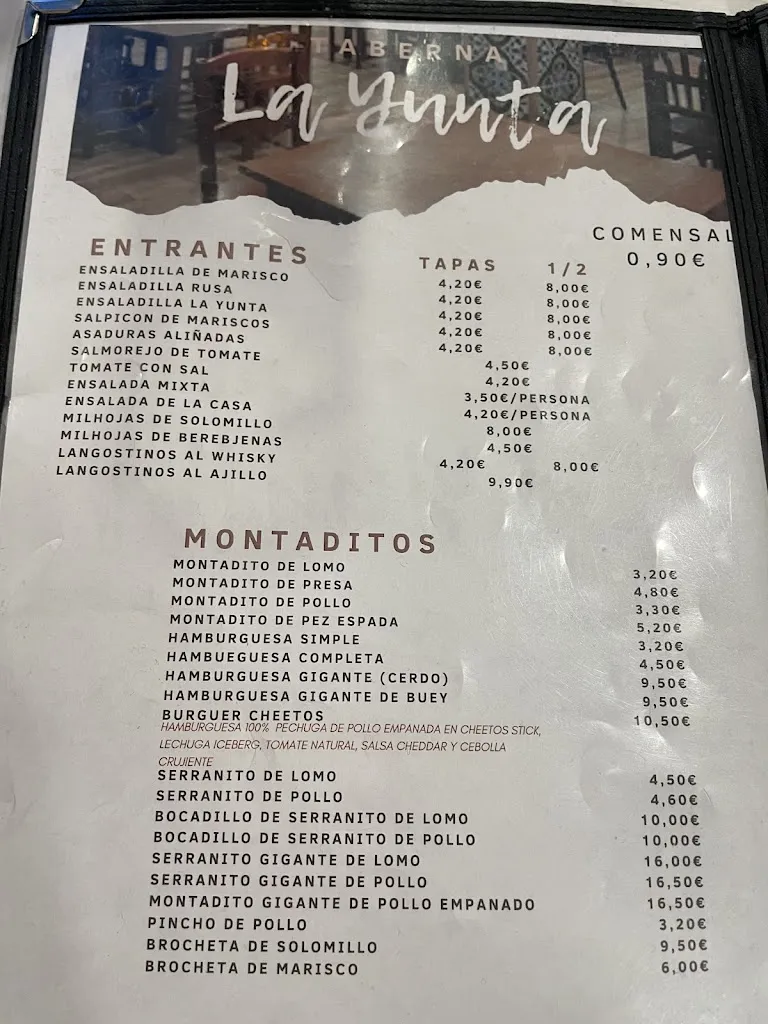 TABERNA
La Yunta
COMENSAL
0,90€
ENTRANTES TAPAS 1/2
ENSALADILLA DE MARISCO 4,20€ 8,00€
ENSALADILLA RUSA 4,20€ 8,00€
ENSALADILLA LA YUNTA 4,20€ 8,00€
SALPICON DE MARISCOS 4,20€ 8,00€
ASADURAS ALIÑADAS 4,20€ 8,00€
SALMOREJO DE TOMATE 4,50€
TOMATE CON SAL 4,20€
ENSALADA MIXTA 3,50€/PERSONA
ENSALADA DE LA CASA 4,20€/PERSONA
MILHOJAS DE SOLOMILLO 8,00€
MILHOJAS DE BEREBJENAS 4,50€
LANGOSTINOS AL WHISKY 4,20€ 8,00€
LANGOSTINOS AL AJILLO 9,90€
MONTADITOS
MONTADITO DE LOMO 3,20€
MONTADITO DE PRESA 4,80€
MONTADITO DE POLLO 3,30€
MONTADITO DE PEZ ESPADA 5,20€
HAMBURGUESA SIMPLE 3,20€
HAMBUEGUESA COMPLETA 4,50€
HAMBURGUESA GIGANTE (CERDO) 9,50€
HAMBURGUESA GIGANTE DE BUEY 9,50€
BURGUER CHEETOS 10,50€
HAMBURGUESA 100% PECHUGA DE POLLO EMPANADA EN CHEETOS STICK,
LECHUGA ICEBERG, TOMATE NATURAL, SALSA CHEDDAR Y CEBOLLA
CRUJIENTE
SERRANITO DE LOMO 4,50€
SERRANITO DE POLLO 4,60€
BOCADILLO DE SERRANITO DE LOMO 10,00€
BOCADILLO DE SERRANITO DE POLLO 10,00€
SERRANITO GIGANTE DE LOMO 16,00€
SERRANITO GIGANTE DE POLLO 16,50€
MONTADITO GIGANTE DE POLLO EMPANADO 16,50€
PINCHO DE POLLO 3,20€
BROCHETA DE SOLOMILLO 9,50€
BROCHETA DE MARISCO 6,00€